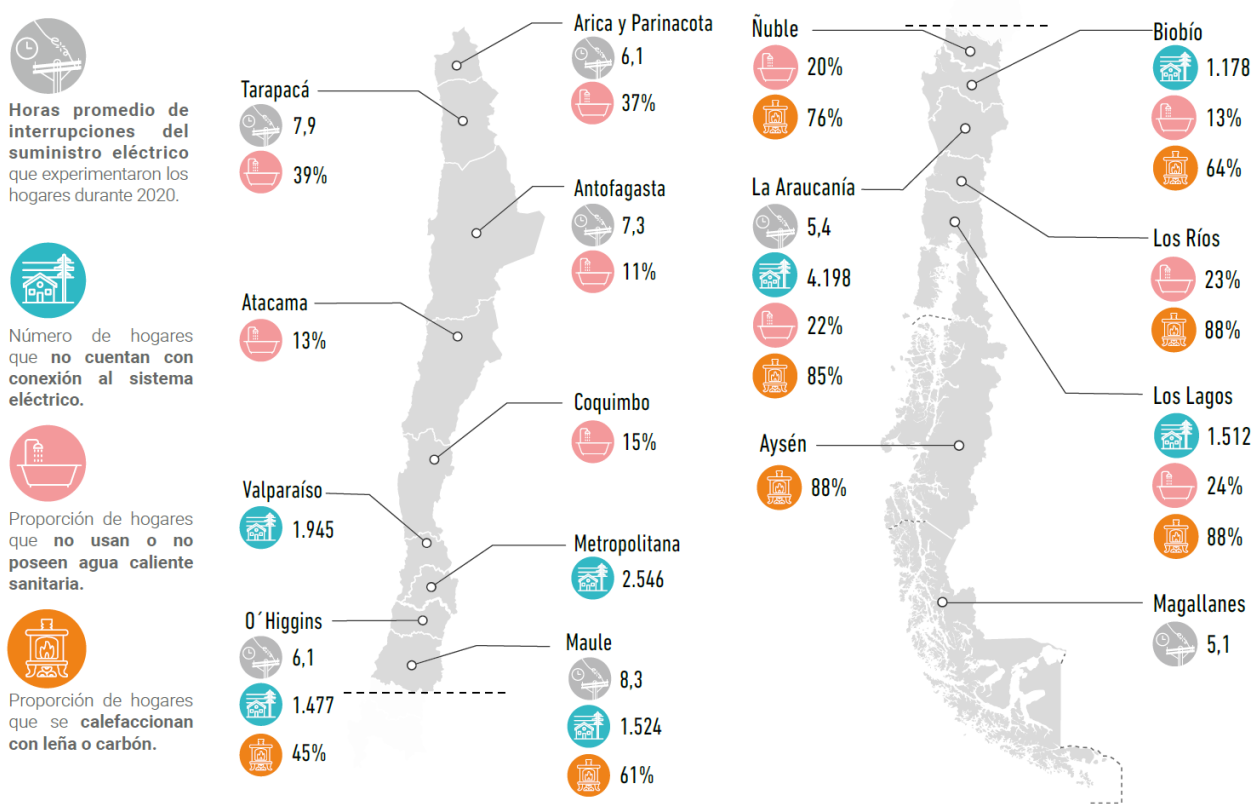 Horas promedio de
interrupciones del
suministro eléctrico
que experimentaron los
hogares durante 2020.
Número de hogares
que no cuentan con
conexión al sistema
eléctrico.
Proporción de hogares
que no usan o no
poseen agua caliente
sanitaria.
Proporción de hogares
que se calefaccionan
con leña o carbón.
Arica y Parinacota
6,1
37%
Tarapacá
7,9
39%
Antofagasta
7,3
11%
Atacama
13%
Coquimbo
15%
Valparaíso
1.945
Metropolitana
2.546
O´Higgins
6,1
1.477
45%
Maule
8,3
1.524
61%
Ñuble
20%
76%
Biobío
1.178
13%
64%
La Araucanía
5,4
4.198
22%
85%
Los Ríos
23%
88%
Los Lagos
1.512
24%
88%
Aysén
88%
Magallanes
5,1